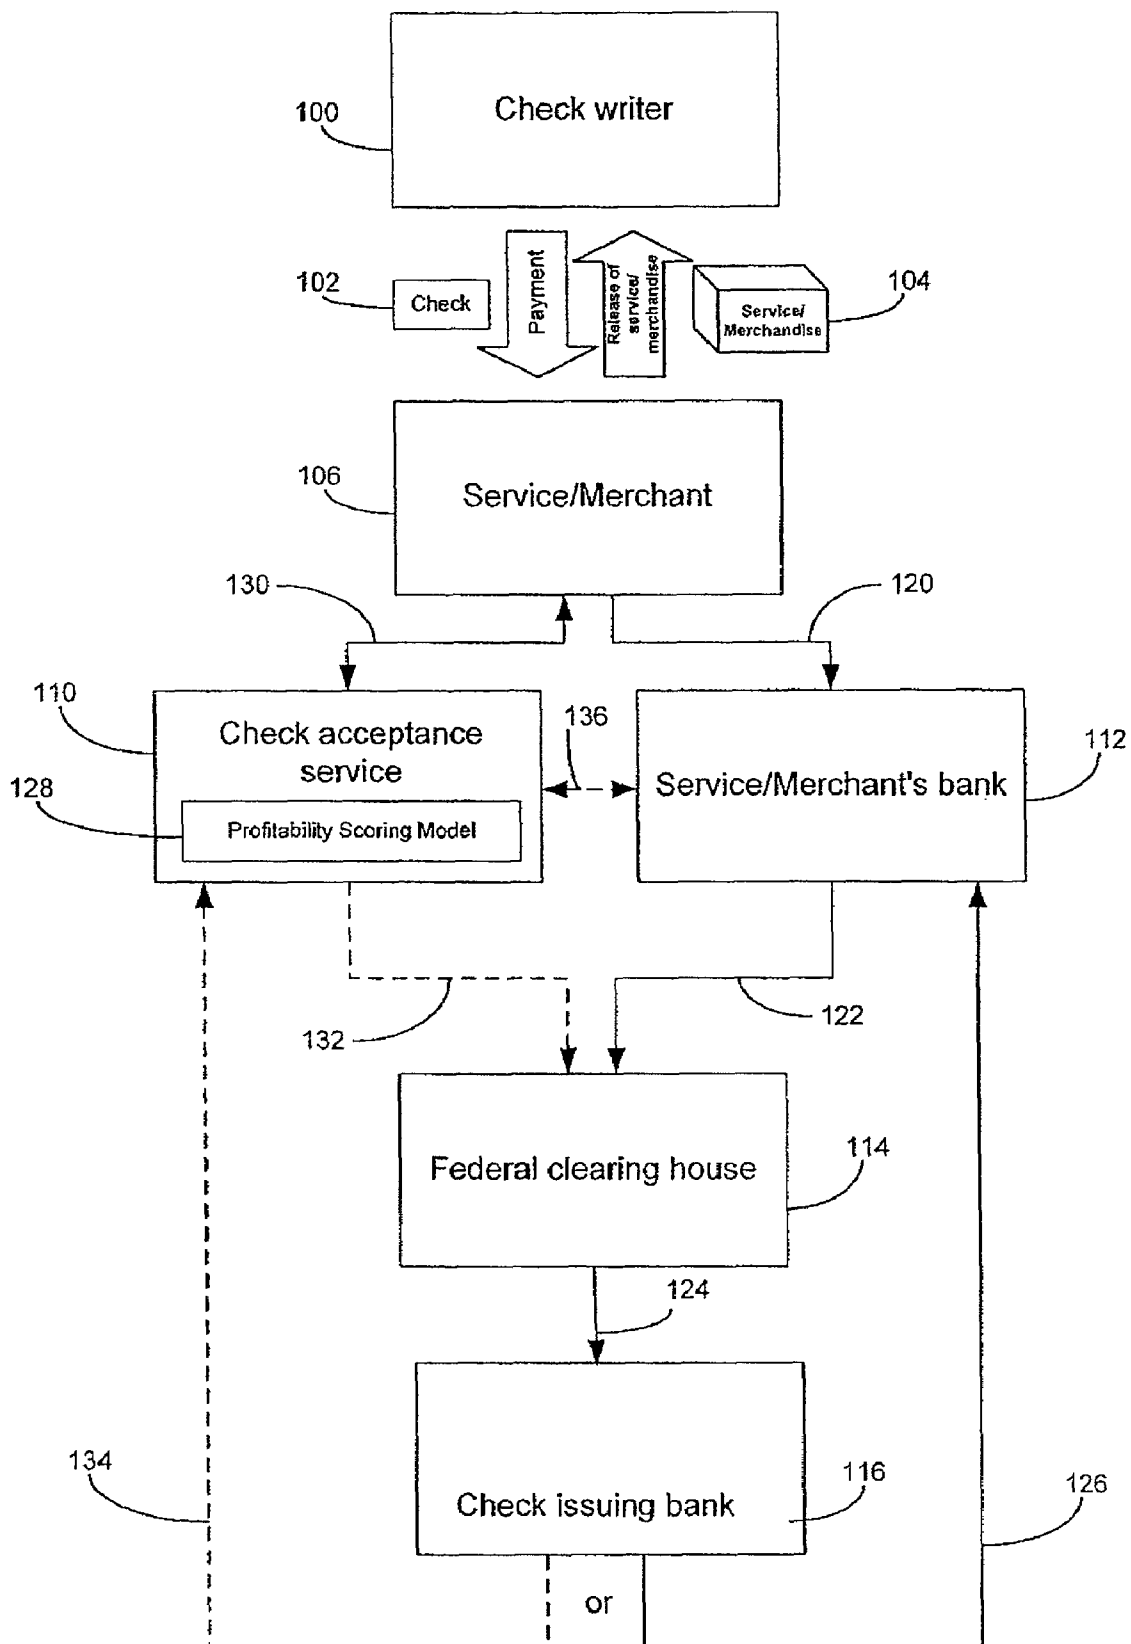 Check writer
100
102
Check
Payment
Release of
service/
merchandise
Service/
Merchandise
104
106
Service/Merchant
130
120
110
Check acceptance
service
136
Service/Merchant's bank
112
128
Profitability Scoring Model
132
122
Federal clearing house
114
124
134
Check issuing bank
116
126
or